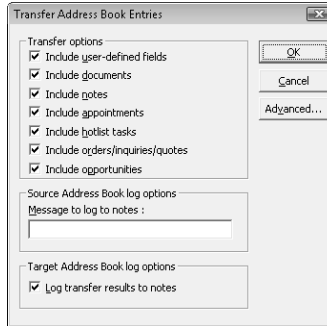 Transfer Address Book Entries
Transfer options
Include user-defined fields
Include documents
Include notes
Include appointments
Include hotlist tasks
Include orders/inquiries/quotes
Include opportunities
OK
Cancel
Advanced...
Source Address Book log options
Message to log to notes :
Target Address Book log options
Log transfer results to notes